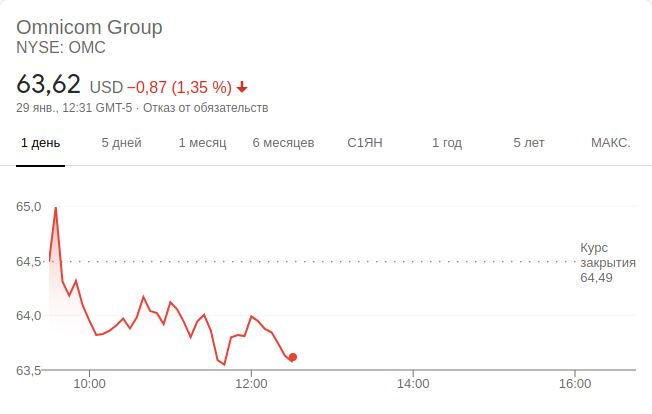 Omnicom Group
NYSE: OMC
63,62 USD −0,87 (1,35 %)
29 янв., 12:31 GMT-5 · Отказ от обязательств
1 день 5 дней 1 месяц 6 месяцев С1ЯН 1 год 5 лет МАКС.
65,0
Курс
64,5 закрытия
64,49
64,0
63,5
10:00 12:00 14:00 16:00